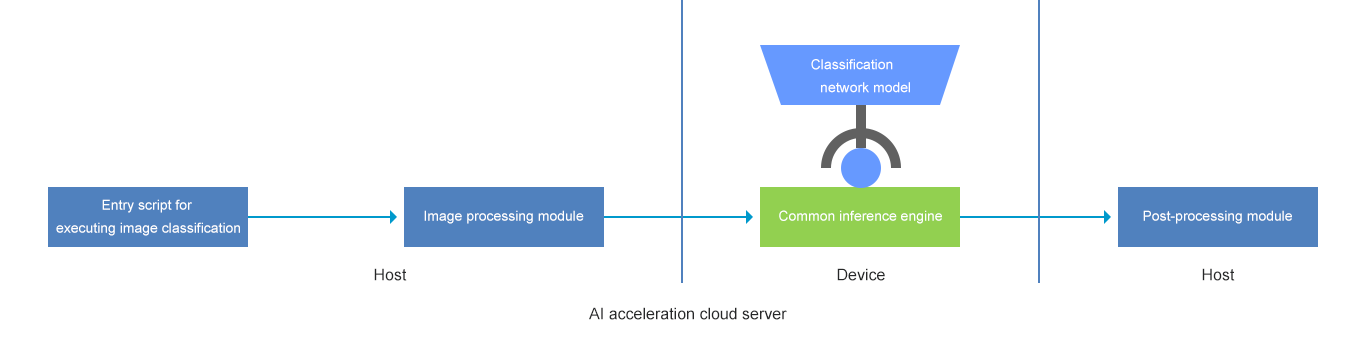 Classification
network model
Entry script for
executing image classification
Image processing module
Common inference engine
Post-processing module
Host
Device
Host
AI acceleration cloud server